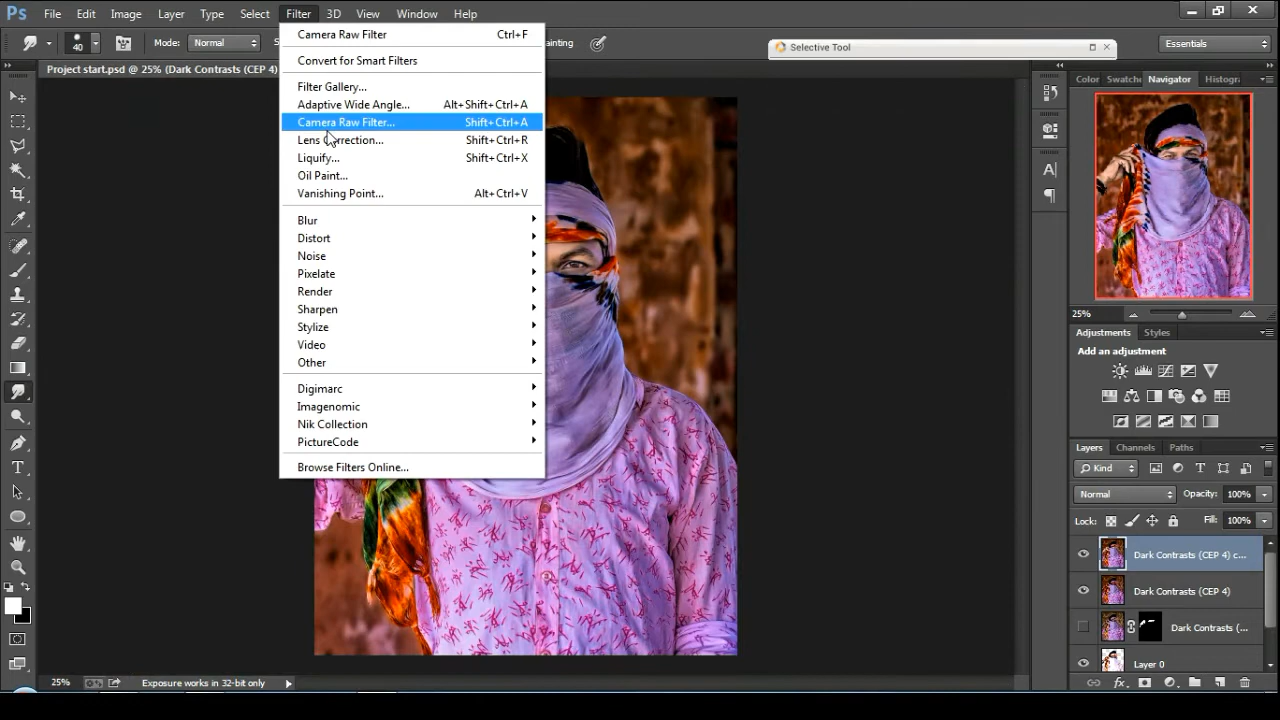 Ps File Edit Image Layer Type Select Filter 3D View Window Help
40 Mode: Normal
inting
Selective Tool
Essentials
Project start.psd @ 25% (Dark Contrasts (CEP 4)
Camera Raw Filter Ctrl+F
Convert for Smart Filters
Filter Gallery...
Adaptive Wide Angle... Alt+Shift+Ctrl+A
Camera Raw Filter... Shift+Ctrl+A
Lens Correction... Shift+Ctrl+R
Liquify... Shift+Ctrl+X
Oil Paint...
Vanishing Point... Alt+Ctrl+V
Blur
Distort
Noise
Pixelate
Render
Sharpen
Stylize
Video
Other
Digimarc
Imagenomic
Nik Collection
PictureCode
Browse Filters Online...
Color Swatche Navigator Histogr
25%
Adjustments Styles
Add an adjustment
Layers Channels Paths
Kind
Normal Opacity: 100%
Lock: Fill: 100%
Dark Contrasts (CEP 4) c...
Dark Contrasts (CEP 4)
Dark Contrasts (...
Layer 0
25% Exposure works in 32-bit only